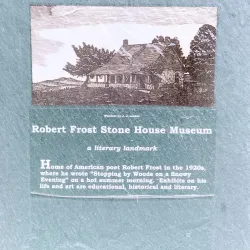 Robert Frost Stone House Museum
a literary landmark
Home of American poet Robert Frost in the 1920s,
where he wrote "Stopping by Woods on a Snowy
Evening" on a hot summer morning. Exhibits on his
life and art are educational, historical and literary.